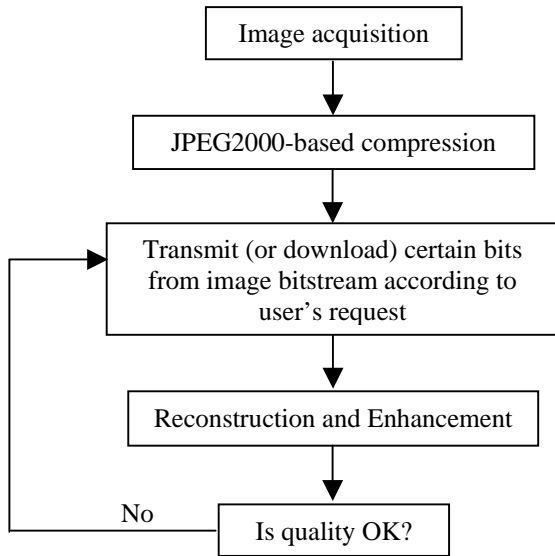 Image acquisition
JPEG2000-based compression
Transmit (or download) certain bits
from image bitstream according to
user's request
Reconstruction and Enhancement
No
Is quality OK?